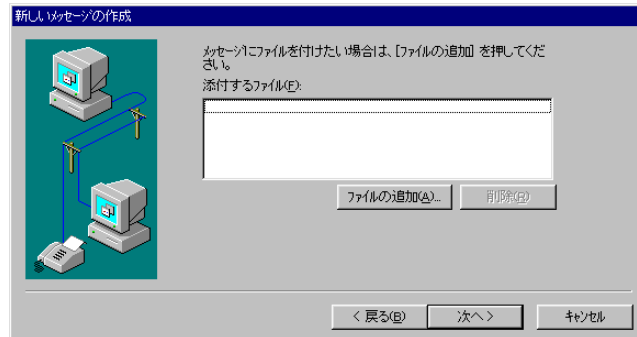 新しいメッセージの作成
メッセージにファイルを付けたい場合は、[ファイルの追加] を押してくだ
さい。
添付するファイル(F):
ファイルの追加(A)...
削除(R)
< 戻る(B)
次へ >
キャンセル